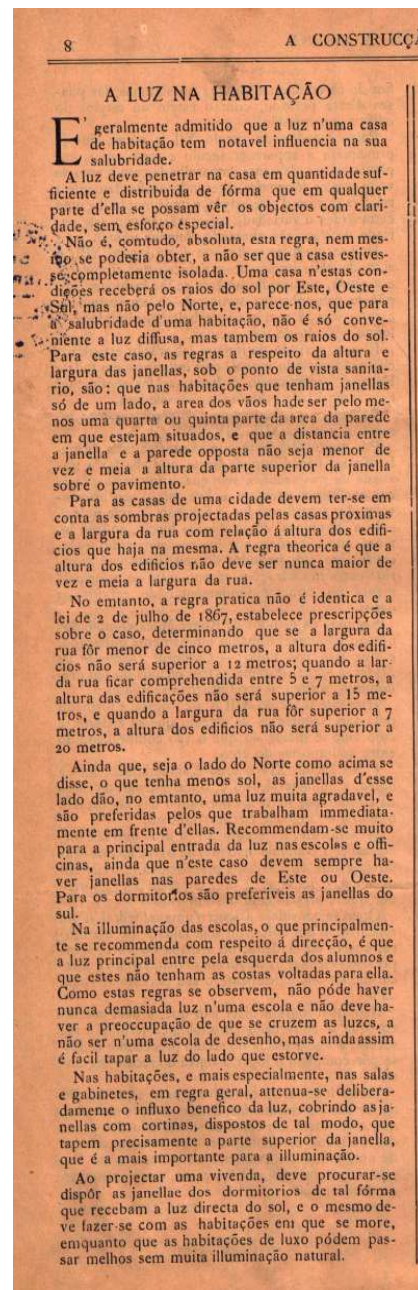 8 A CONSTRUCÇÃ
A LUZ NA HABITAÇÃO
E' geralmente admitido que a luz n'uma casa
de habitação tem notavel influencia na sua
salubridade.
A luz deve penetrar na casa em quantidade suf-
ficiente e distribuida de fórma que em qualquer
parte d'ella se possam vêr os objectos com clari-
dade, sem esforço especial.
Não é, comtudo, absoluta, esta regra, nem mes-
mo se poderia obter, a não ser que a casa estives-
se completamente isolada. Uma casa n'estas con-
dições receberá os raios do sol por Este, Oeste e
Sul, mas não pelo Norte, e, parece-nos, que para
a salubridade d'uma habitação, não é só conve-
niente a luz diffusa, mas tambem os raios do sol.
Para este caso, as regras a respeito da altura e
largura das janellas, sob o ponto de vista sanita-
rio, são: que nas habitações que tenham janellas
só de um lado, a area dos vãos hade ser pelo me-
nos uma quarta ou quinta parte da area da parede
em que estejam situados, e que a distancia entre
a janella e a parede opposta não seja menor de
vez e meia a altura da parte superior da janella
sobre o pavimento.
Para as casas de uma cidade devem ter-se em
conta as sombras projectadas pelas casas proximas
e a largura da rua com relação á altura dos edifi-
cios que haja na mesma. A regra theorica é que a
altura dos edificios não deve ser nunca maior de
vez e meia a largura da rua.
No emtanto, a regra pratica não é identica e a
lei de 2 de julho de 1867, estabelece prescripções
sobre o caso, determinando que se a largura da
rua fôr menor de cinco metros, a altura dos edifi-
cios não será superior a 12 metros; quando a lar-
da rua ficar comprehendida entre 5 e 7 metros, a
altura das edificações não será superior a 15 me-
tros, e quando a largura da rua fôr superior a 7
metros, a altura dos edificios não será superior a
20 metros.
Ainda que, seja o lado do Norte como acima se
disse, o que tenha menos sol, as janellas d'esse
lado dão, no emtanto, uma luz muita agradavel, e
são preferidas pelos que trabalham immediata-
mente em frente d'ellas. Recommendam-se muito
para a principal entrada da luz nas escolas e offi-
cinas, ainda que n'este caso devem sempre ha-
ver janellas nas paredes de Este ou Oeste.
Para os dormitorios são preferiveis as janellas do
sul.
Na illuminação das escolas, o que principalmen-
te se recommenda com respeito á direcção, é que
a luz principal entre pela esquerda dos alumnos e
que estes não tenham as costas voltadas para ella.
Como estas regras se observem, não póde haver
nunca demasiada luz n'uma escola e não deve ha-
ver a preoccupação de que se cruzem as luzes, a
não ser n'uma escola de desenho, mas ainda assim
é facil tapar a luz do lado que estorve.
Nas habitações, e mais especialmente, nas salas
e gabinetes, em regra geral, attenua-se delibera-
damente o influxo benefico da luz, cobrindo as ja-
nellas com cortinas, dispostos de tal modo, que
tapem precisamente a parte superior da janella,
que é a mais importante para a illuminação.
Ao projectar uma vivenda, deve procurar-se
dispôr as janellae dos dormitorios de tal fórma
que recebam a luz directa do sol, e o mesmo de-
ve fazer-se com as habitações em que se more,
emquanto que as habitações de luxo pódem pas-
sar melhos sem muita illuminação natural.